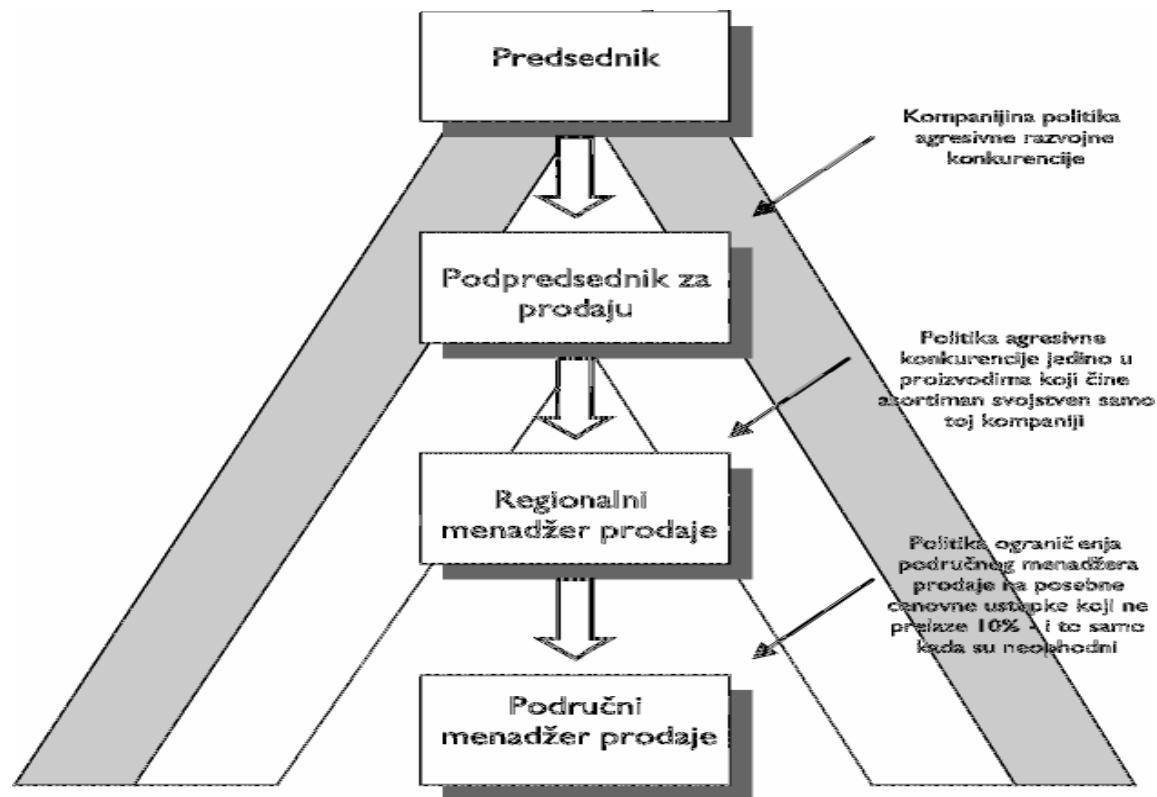 Predsednik
Kompanijina politika
agresivne razvojne
konkurencije
Podpredsednik za
prodaju
Politika agresivne
konkurencije jedino u
proizvodima koji čine
asortiman svojstven samo
toj kompaniji
Regionalni
menadžer prodaje
Politika ograničenja
područnog menadžera
prodaje na posebne
cenovne ustupke koji ne
prelaze 10% - i to samo
kada su neophodni
Područni
menadžer prodaje